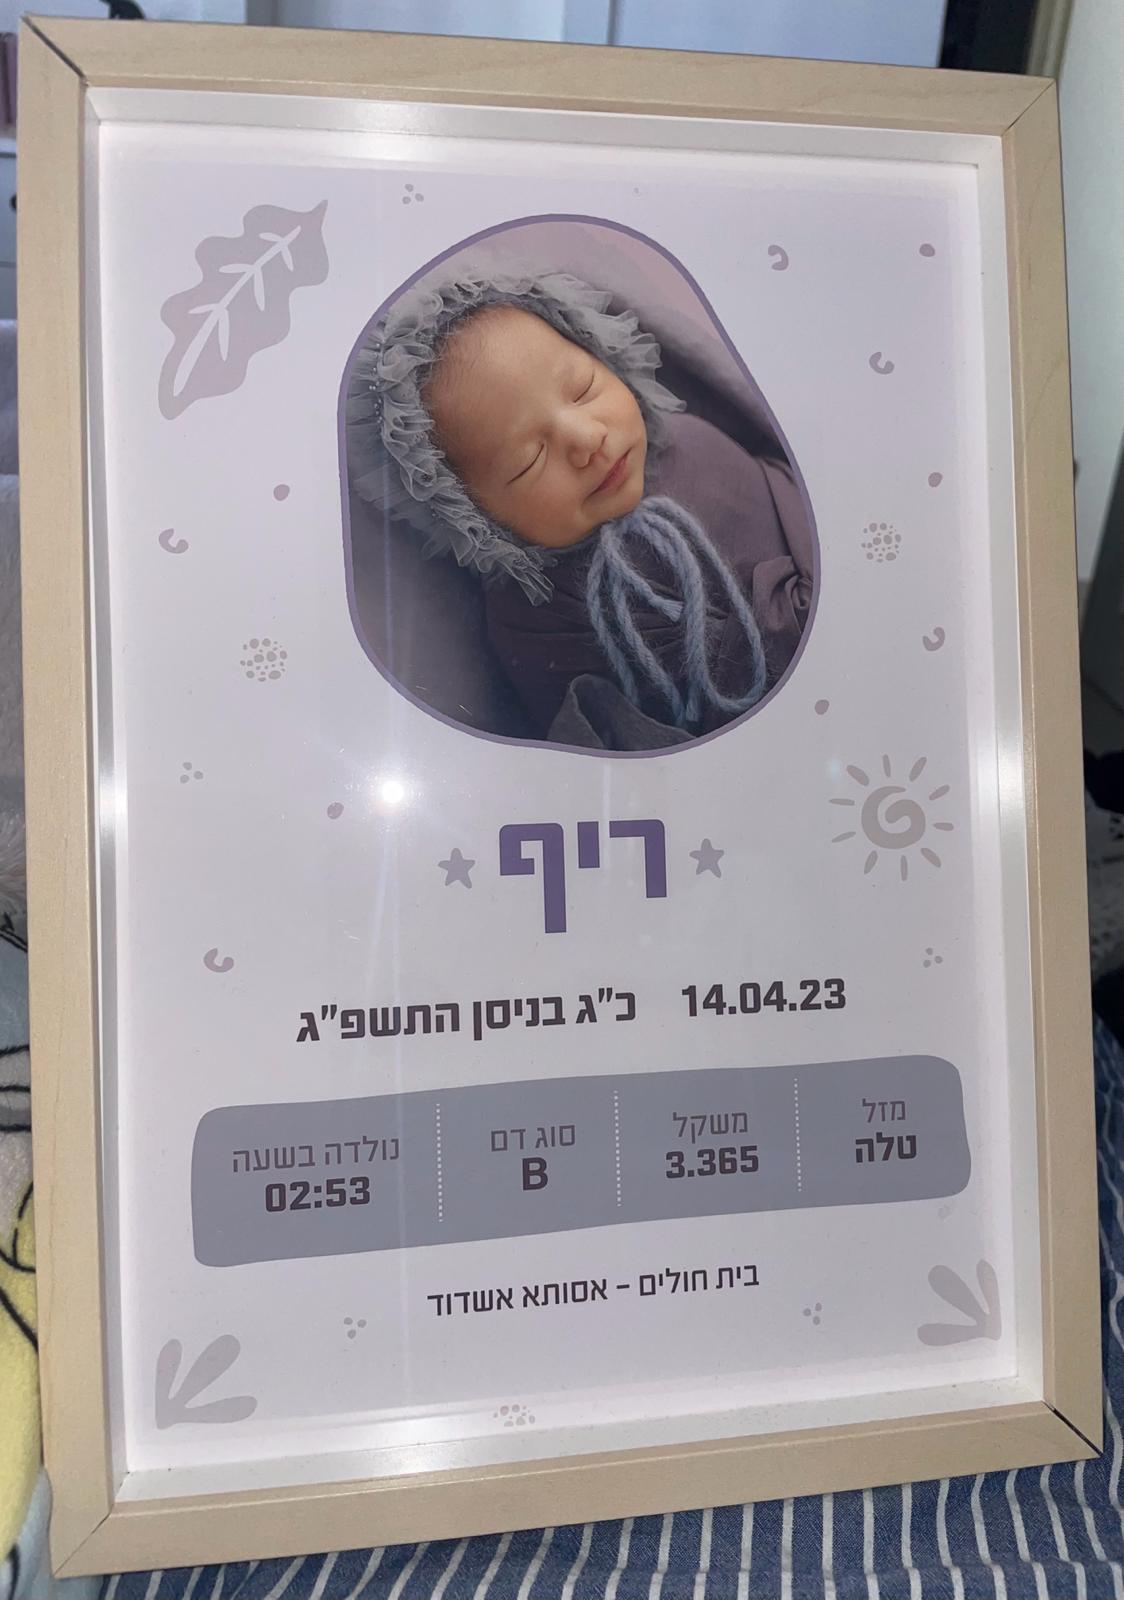 ריף
14.04.23 כ"ג בניסן התשפ"ג
מזל
טלה
משקל
3.365
סוג דם
B
נולדה בשעה
02:53
בית חולים - אסותא אשדוד